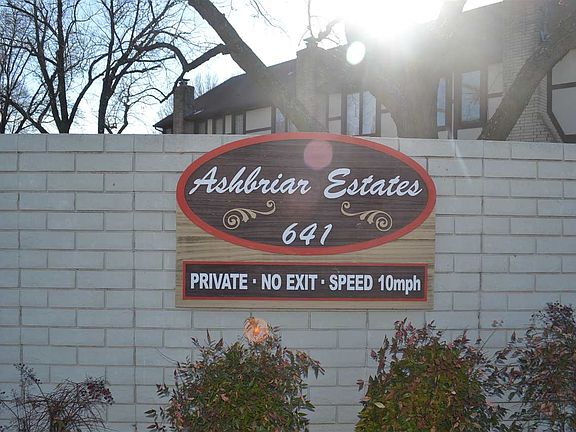 Ashbriar Estates
641
PRIVATE · NO EXIT · SPEED 10mph